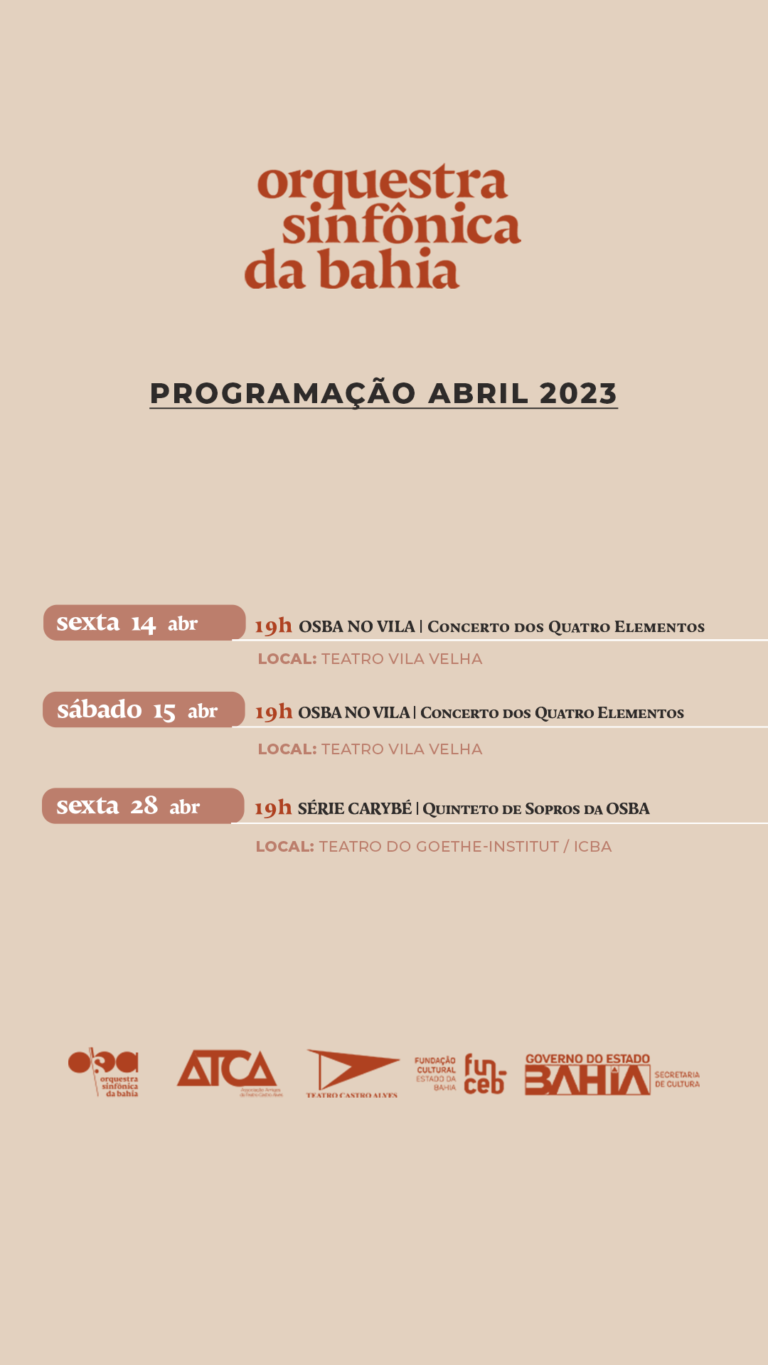 orquestra
sinfônica
da bahia
PROGRAMAÇÃO ABRIL 2023
sexta 14 abr
19h OSBA NO VILA | Concerto dos Quatro Elementos
LOCAL: TEATRO VILA VELHA
sábado 15 abr
19h OSBA NO VILA | Concerto dos Quatro Elementos
LOCAL: TEATRO VILA VELHA
sexta 28 abr
19h SÉRIE CARYBÉ | Quinteto de Sopros da OSBA
LOCAL: TEATRO DO GOETHE-INSTITUT / ICBA
orquestra
sinfônica
da bahia
ATCA
TEATRO CASTRO ALVES
FUNDAÇÃO
CULTURAL
ESTADO DA
BAHIA
fun-
ceb
GOVERNO DO ESTADO
BAHIA
SECRETARIA
DE CULTURA